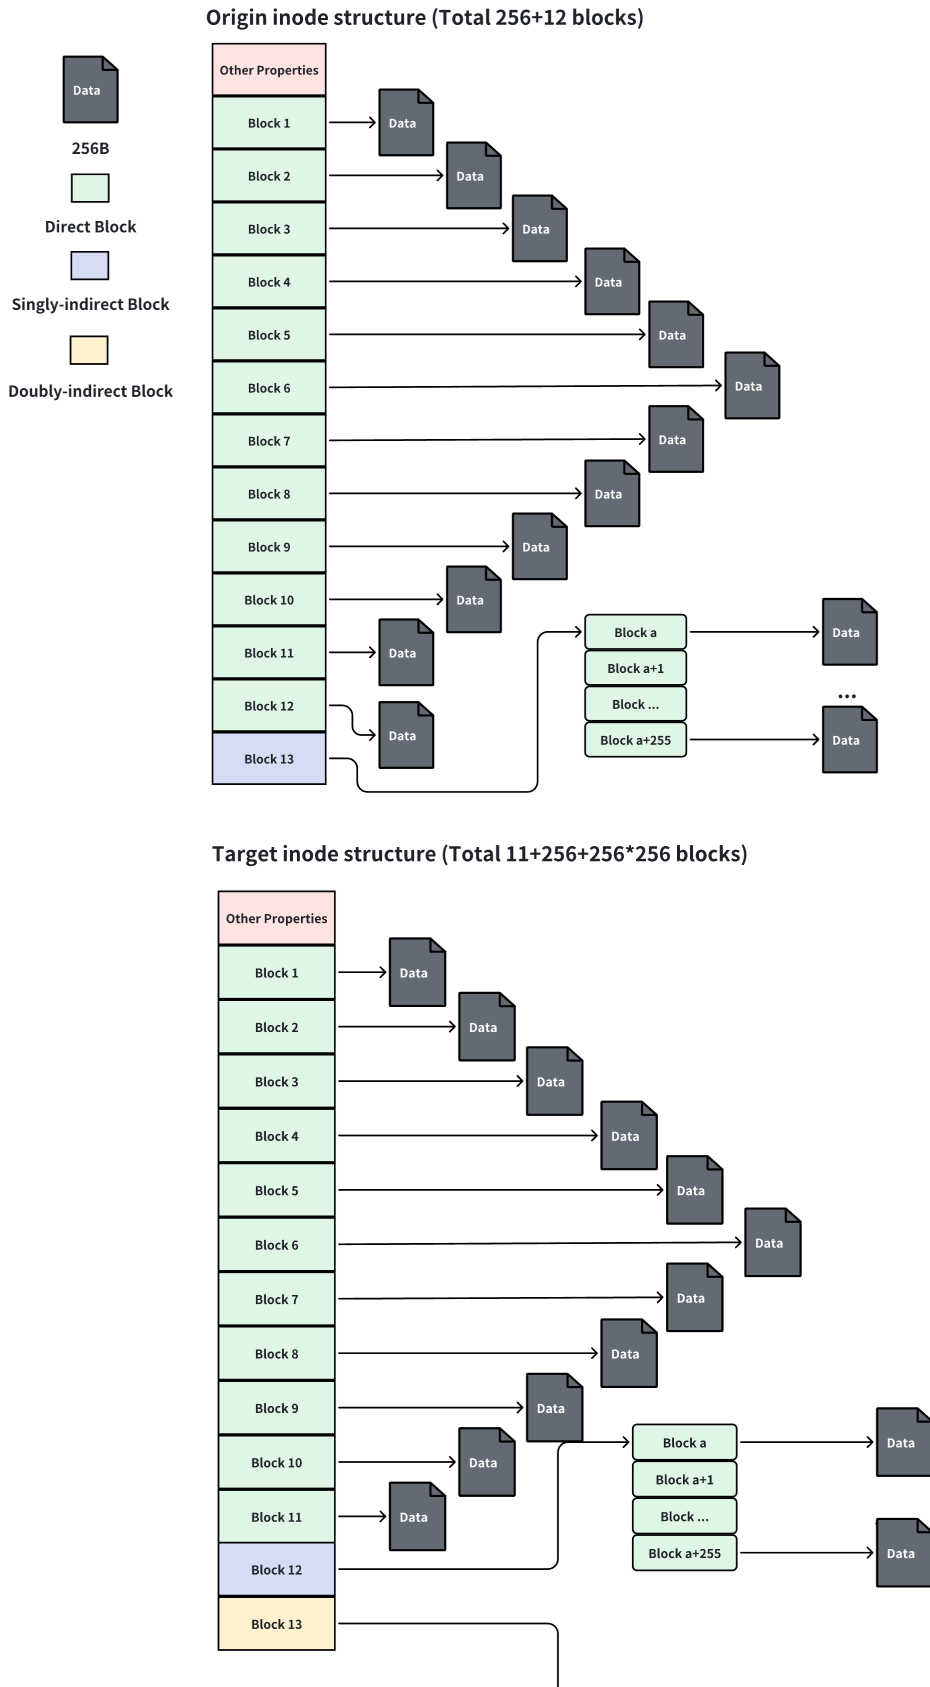 Origin inode structure (Total 256+12 blocks)
Data
256B
Direct Block
Singly-indirect Block
Doubly-indirect Block
Other Properties
Block 1
Data
Block 2
Data
Block 3
Data
Block 4
Data
Block 5
Data
Block 6
Data
Block 7
Data
Block 8
Data
Block 9
Data
Block 10
Data
Block 11
Data
Block 12
Data
Block 13
Block a
Data
Block a+1
...
Block ...
Block a+255
Data
Target inode structure (Total 11+256+256*256 blocks)
Other Properties
Block 1
Data
Block 2
Data
Block 3
Data
Block 4
Data
Block 5
Data
Block 6
Data
Block 7
Data
Block 8
Data
Block 9
Data
Block 10
Data
Block 11
Data
Block 12
Block 13
Block a
Data
Block a+1
Block ...
Block a+255
Data